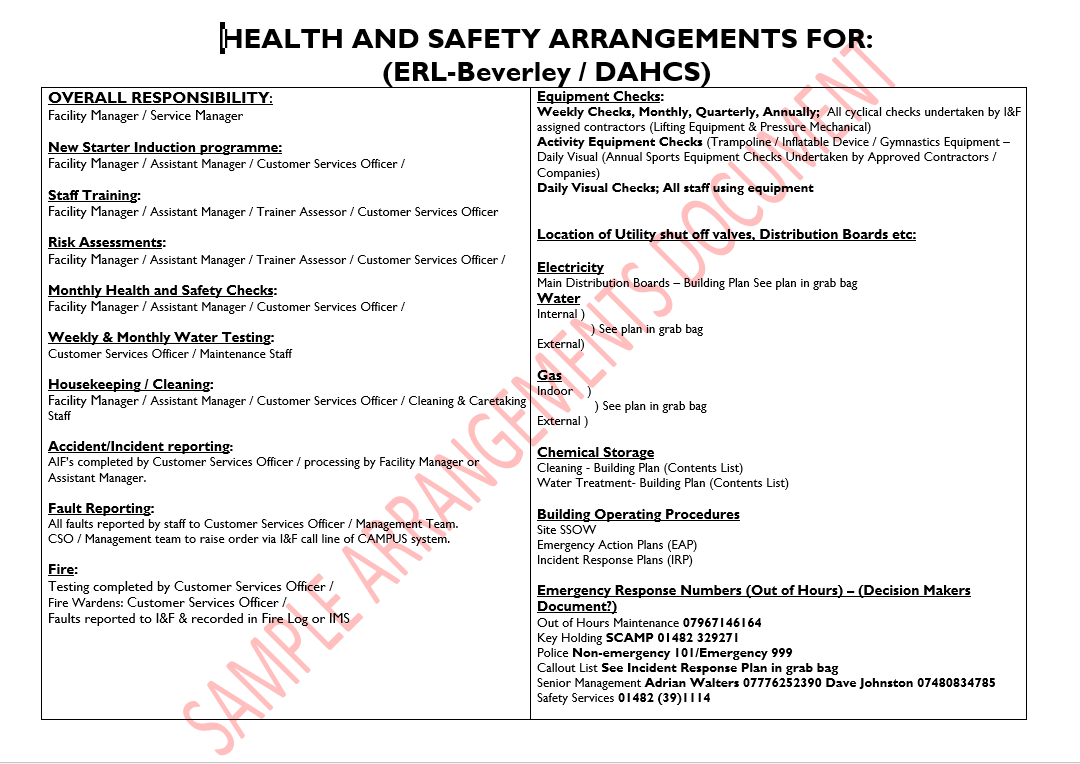 HEALTH AND SAFETY ARRANGEMENTS FOR:
(ERL-Beverley / DAHCS)
OVERALL RESPONSIBILITY:
Facility Manager / Service Manager
New Starter Induction programme:
Facility Manager / Assistant Manager / Customer Services Officer /
Staff Training:
Facility Manager / Assistant Manager / Trainer Assessor / Customer Services Officer
Risk Assessments:
Facility Manager / Assistant Manager / Trainer Assessor / Customer Services Officer /
Monthly Health and Safety Checks:
Facility Manager / Assistant Manager / Customer Services Officer /
Weekly & Monthly Water Testing:
Customer Services Officer / Maintenance Staff
Housekeeping / Cleaning:
Facility Manager / Assistant Manager / Customer Services Officer / Cleaning & Caretaking
Staff
Accident/Incident reporting:
AIF's completed by Customer Services Officer / processing by Facility Manager or
Assistant Manager.
Fault Reporting:
All faults reported by staff to Customer Services Officer / Management Team.
CSO / Management team to raise order via I&F call line of CAMPUS system.
Fire:
Testing completed by Customer Services Officer /
Fire Wardens: Customer Services Officer /
Faults reported to I&F & recorded in Fire Log or IMS
Equipment Checks:
Weekly Checks, Monthly, Quarterly, Annually; All cyclical checks undertaken by I&F
assigned contractors (Lifting Equipment & Pressure Mechanical)
Activity Equipment Checks (Trampoline / Inflatable Device / Gymnastics Equipment –
Daily Visual (Annual Sports Equipment Checks Undertaken by Approved Contractors /
Companies)
Daily Visual Checks; All staff using equipment
Location of Utility shut off valves, Distribution Boards etc:
Electricity
Main Distribution Boards – Building Plan See plan in grab bag
Water
Internal )
) See plan in grab bag
External)
Gas
Indoor )
) See plan in grab bag
External )
Chemical Storage
Cleaning - Building Plan (Contents List)
Water Treatment- Building Plan (Contents List)
Building Operating Procedures
Site SSOW
Emergency Action Plans (EAP)
Incident Response Plans (IRP)
Emergency Response Numbers (Out of Hours) – (Decision Makers
Document?)
Out of Hours Maintenance 07967146164
Key Holding SCAMP 01482 329271
Police Non-emergency 101/Emergency 999
Callout List See Incident Response Plan in grab bag
Senior Management Adrian Walters 07776252390 Dave Johnston 07480834785
Safety Services 01482 (39)1114
SAMPLE ARRANGEMENTS DOCUMENT